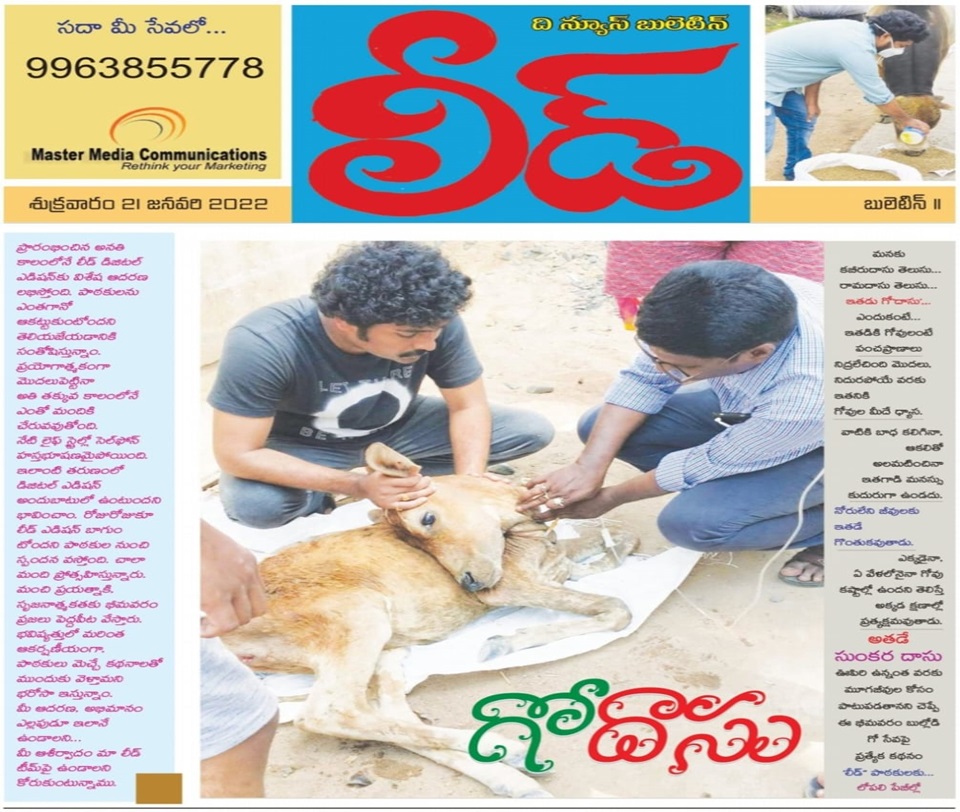 సదా మీ సేవలో...
9963855778
Master Media Communications
Rethink your Marketing
ది న్యూస్ బులెటిన్
లీడ్
శుక్రవారం 21 జనవరి 2022
బులెటిన్ 11
ప్రారంభించిన అనతి
కాలంలోనే లీడ్ డిజిటల్
ఎడిషన్‌కు విశేష ఆదరణ
లభిస్తోంది. పాఠకులను
ఎంతగానో
ఆకట్టుకుంటోందని
తెలియజేయడానికి
సంతోషిస్తున్నాం.
ప్రయోగాత్మకంగా
మొదలుపెట్టినా
అతి తక్కువ కాలంలోనే
ఎంతో మందికి
చేరువవుతోంది.
నేటి లైఫ్ స్టైల్లో సెల్‌ఫోన్
హస్తభూషణమైపోయింది.
ఇలాంటి తరుణంలో
డిజిటల్ ఎడిషన్
అందుబాటులో ఉంటుందని
భావించాం. రోజురోజుకూ
లీడ్ ఎడిషన్ బాగుం
టోందని పాఠకుల నుంచి
స్పందన వస్తోంది. చాలా
మంది ప్రోత్సహిస్తున్నారు.
మంచి ప్రయత్నాకి,
సృజనాత్మకతకు భీమవరం
ప్రజలు పెద్దపీట వేస్తారు.
భవిష్యత్తులో మరింత
ఆకర్షణీయంగా,
పాఠకులు మెచ్చే కథనాలతో
ముందుకు వెళ్తామని
భరోసా ఇస్తున్నాం.
మీ ఆదరణ, అభిమానం
ఎల్లప్పుడూ ఇలానే
ఉండాలని...
మీ ఆశీర్వాదం మా లీడ్
టీమ్‌పై ఉండాలని
కోరుకుంటున్నాము.
LET THERE
BE
గోదాసు
మనకు
కబీరుదాసు తెలుసు...
రామదాసు తెలుసు...
ఇతడు గోదాసు'...
ఎందుకంటే...
ఇతడికి గోవులంటే
పంచప్రాణాలు
నిద్రలేచింది మొదలు,
నిదురపోయే వరకు
ఇతనికి
గోవుల మీదే ధ్యాస.
వాటికి బాధ కలిగినా,
ఆకలితో
అలమటించినా
ఇతగాడి మనస్సు
కుదురుగా ఉండదు.
నోరులేని జీవులకు
ఇతడే
గొంతుకవుతాడు.
ఎక్కడైనా,
ఏ వేళలోనైనా గోవు
కష్టాల్లో ఉందని తెలిస్తే
అక్కడ క్షణాల్లో
ప్రత్యక్షమవుతాడు.
అతడే
సుంకర దాసు
ఊపిరి ఉన్నంత వరకు
మూగజీవుల కోసం
పాటుపడతానని చెప్పే
ఈ భీమవరం బుల్లోడి
గో సేవపై
ప్రత్యేక కథనం
"లీడ్" పాఠకులకు...
లోపలి పేజీల్లో